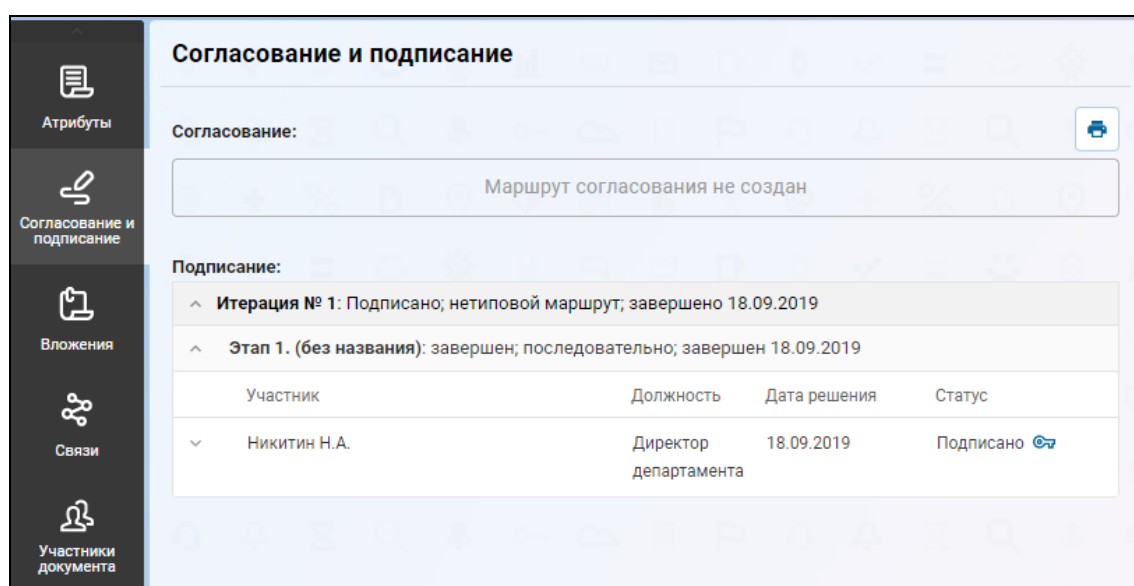 Атрибуты
Согласование и
подписание
Вложения
Связи
Участники
документа
Согласование и подписание
Согласование:
Маршрут согласования не создан
Подписание:
Итерация № 1: Подписано; нетиповой маршрут; завершено 18.09.2019
Этап 1. (без названия): завершен; последовательно; завершен 18.09.2019
Участник Должность Дата решения Статус
Никитин Н.А. Директор 18.09.2019 Подписано
департамента